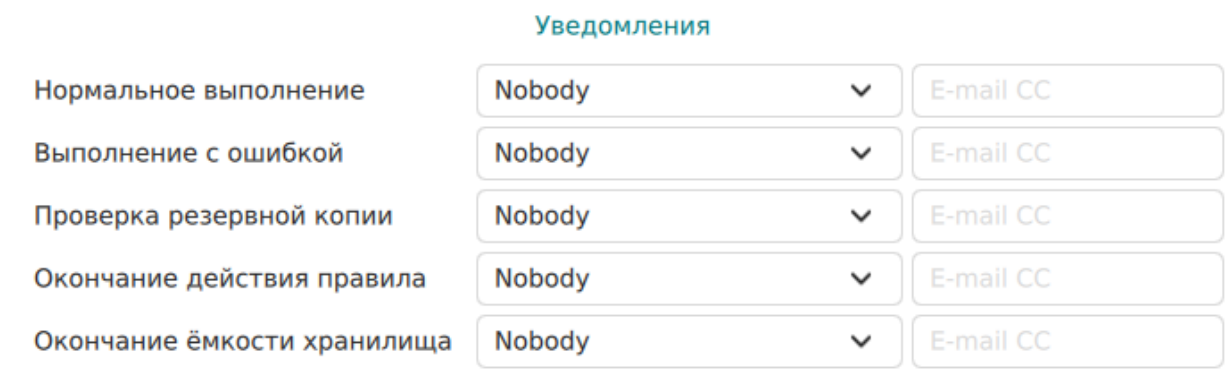 Уведомления
Нормальное выполнение Nobody E-mail CC
Выполнение с ошибкой Nobody E-mail CC
Проверка резервной копии Nobody E-mail CC
Окончание действия правила Nobody E-mail CC
Окончание ёмкости хранилища Nobody E-mail CC